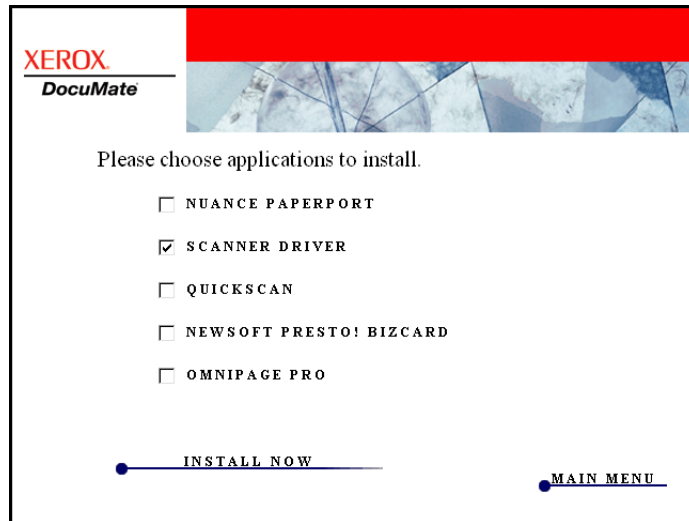 XEROX.
DocuMate
Please choose applications to install.
NUANCE PAPERPORT
SCANNER DRIVER
QUICKSCAN
NEWSOFT PRESTO! BIZCARD
OMNIPAGE PRO
INSTALL NOW
MAIN MENU